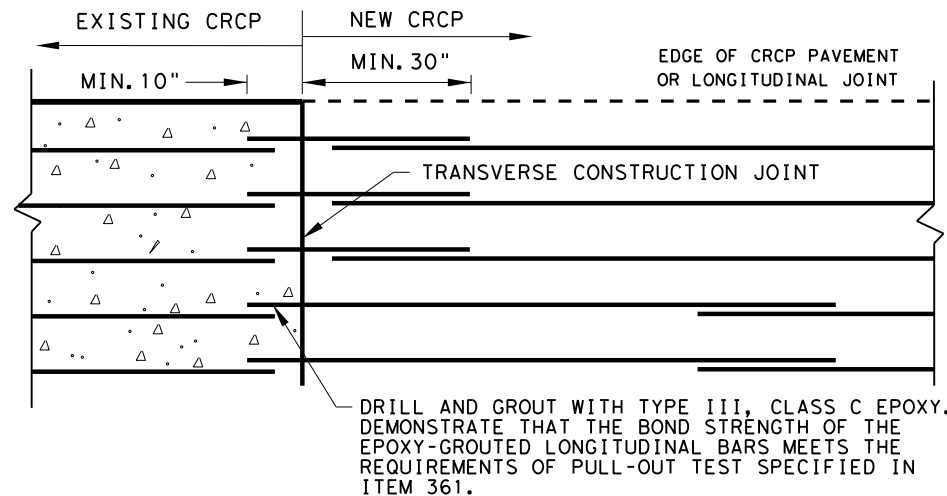 EXISTING CRCP
NEW CRCP
MIN. 10"
MIN. 30"
EDGE OF CRCP PAVEMENT
OR LONGITUDINAL JOINT
TRANSVERSE CONSTRUCTION JOINT
DRILL AND GROUT WITH TYPE III, CLASS C EPOXY.
DEMONSTRATE THAT THE BOND STRENGTH OF THE
EPOXY-GROUTED LONGITUDINAL BARS MEETS THE
REQUIREMENTS OF PULL-OUT TEST SPECIFIED IN
ITEM 361.